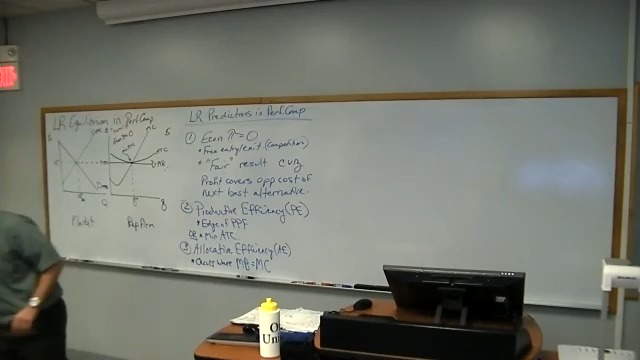 EXIT
LR Equilibrium in Perf Comp
MC
ATC
Q
Market
Rep Firm
LR Predictions in Perf. Comp
① Econ π = 0
• Free entry/exit (competition)
• "Fair" result cuz
Profit covers opp cost of
next best alternative.
② Productive Efficiency (PE)
• Edge of PPF
OR • Min ATC
③ Allocative Efficiency (AE)
• Occurs where MB = MC